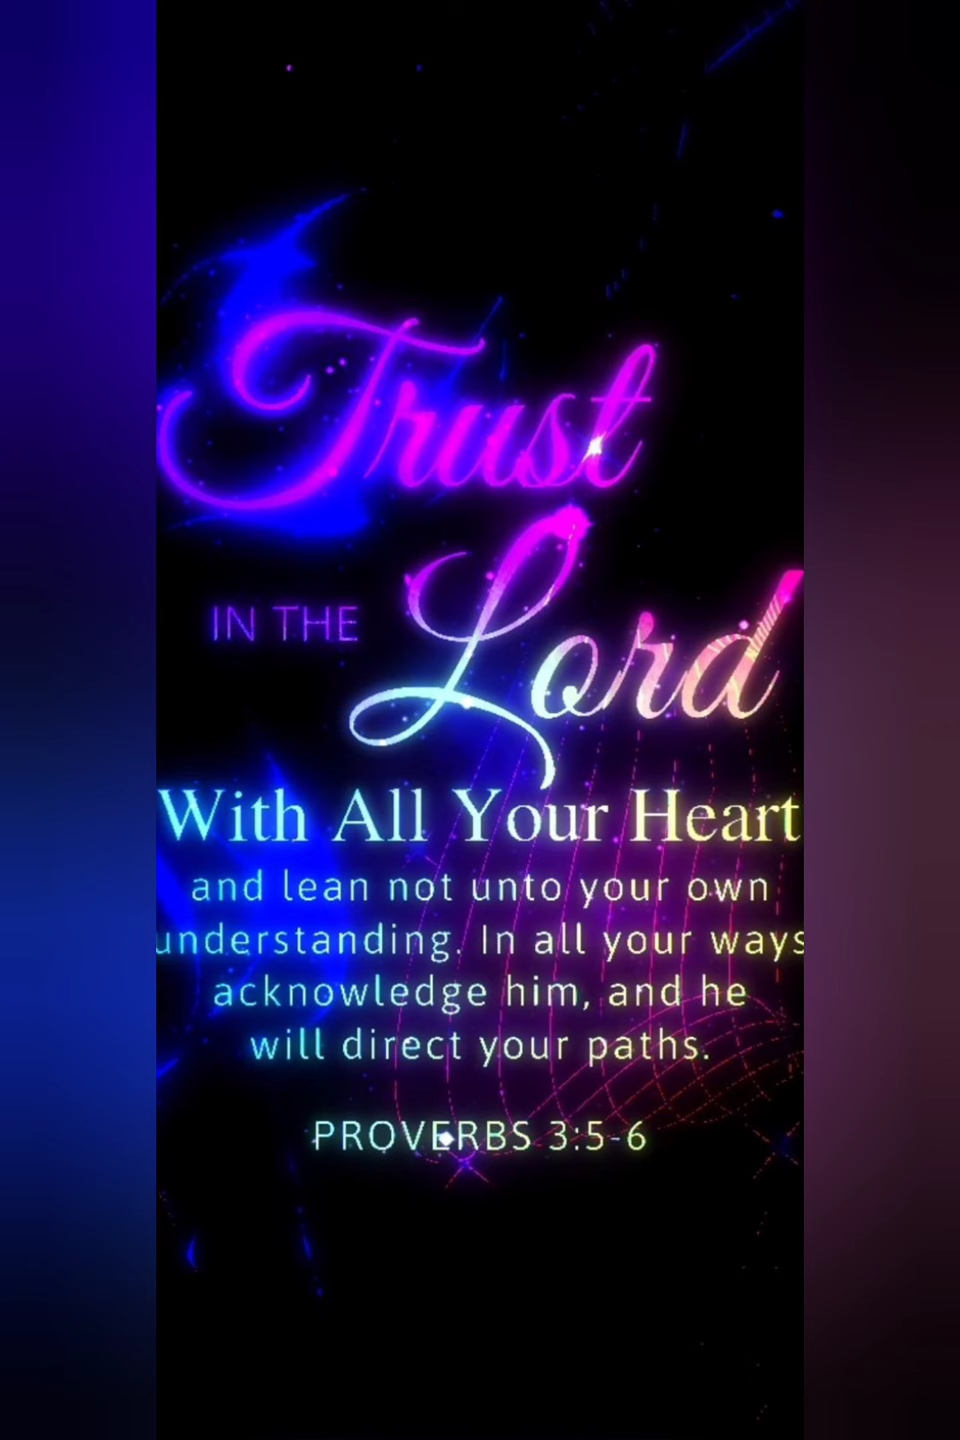 Trust
IN THE Lord
With All Your Heart
and lean not unto your own
understanding. In all your ways
acknowledge him, and he
will direct your paths.
PROVERBS 3:5-6